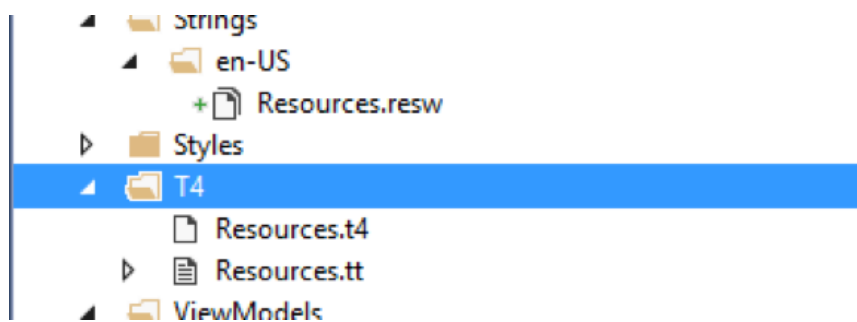 Strings
en-US
Resources.resw
Styles
T4
Resources.t4
Resources.tt
ViewModels